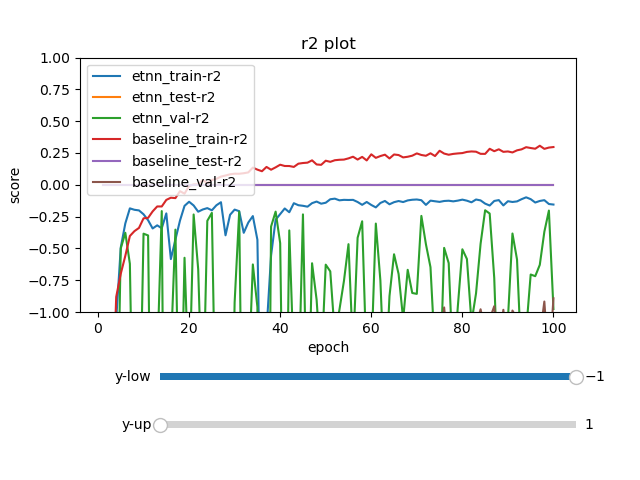 r2 plot
1.00
0.75
0.50
0.25
0.00
−0.25
−0.50
−0.75
−1.00
score
etnn_train-r2
etnn_test-r2
etnn_val-r2
baseline_train-r2
baseline_test-r2
baseline_val-r2
0 20 40 60 80 100
epoch
y-low −1
y-up 1